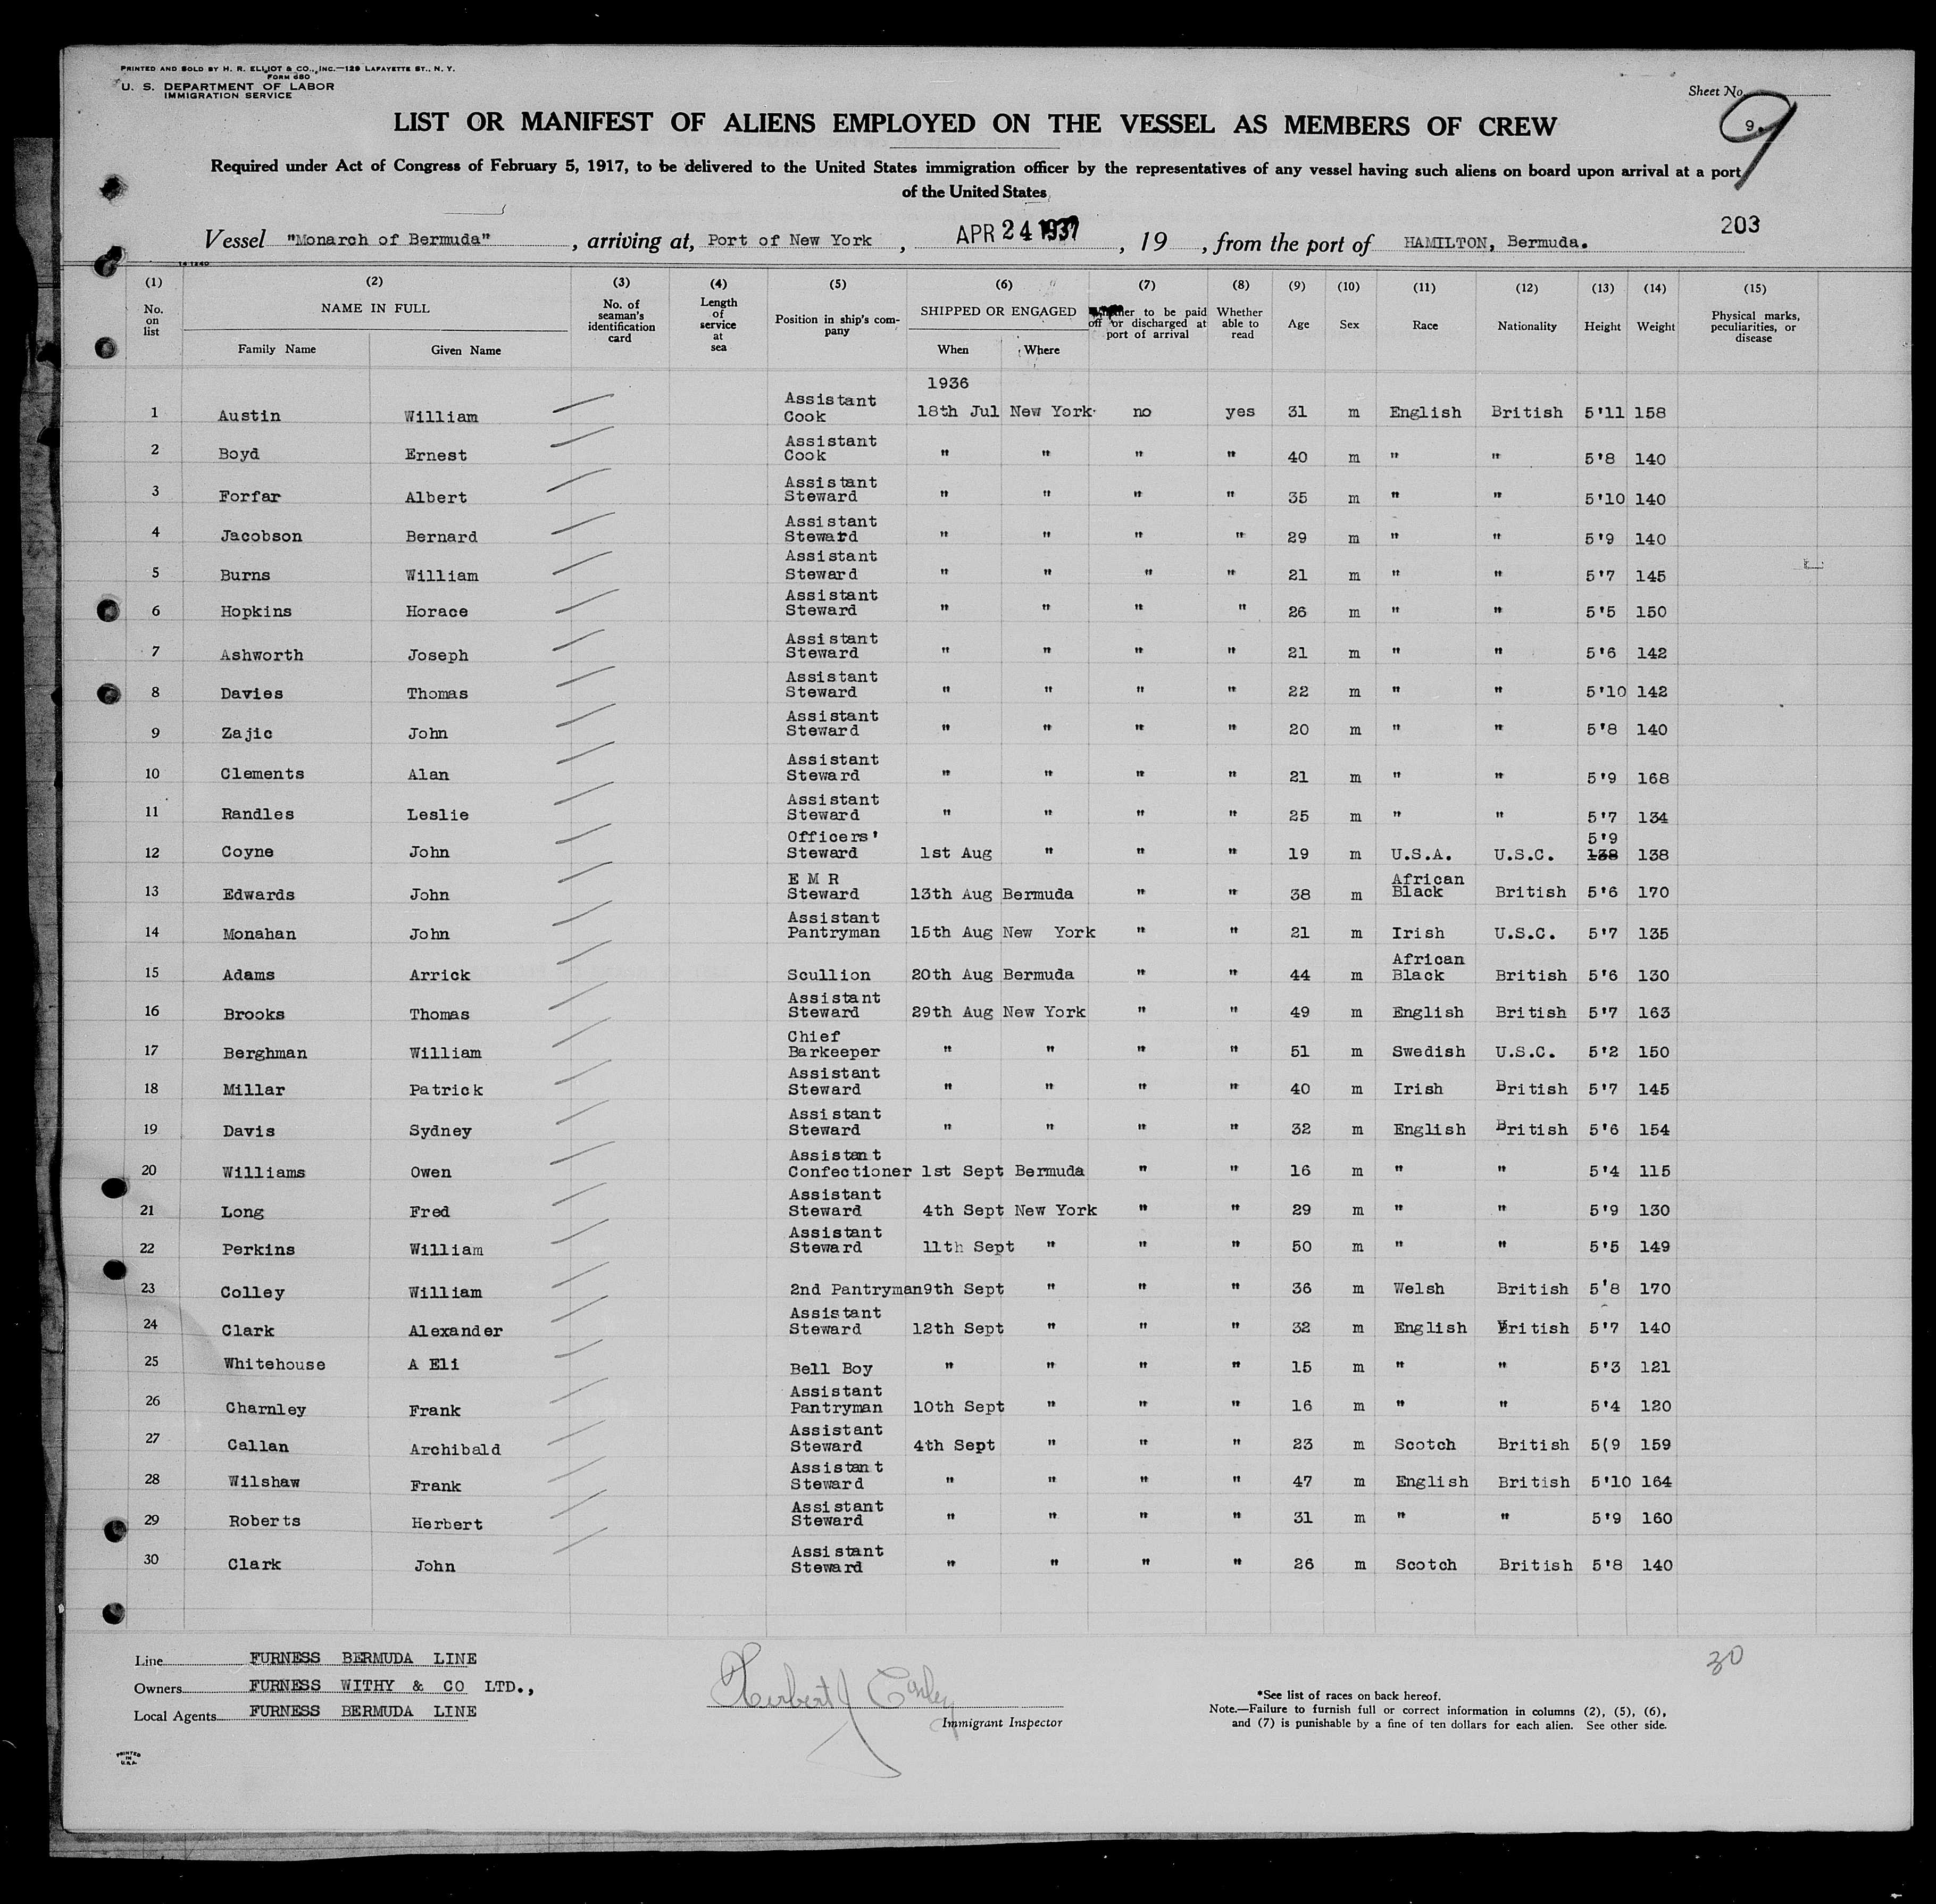 PRINTED AND SOLD BY H. R. ELLIOT & CO., INC.—128 LAFAYETTE ST., N. Y.
FORM 680
U. S. DEPARTMENT OF LABOR
IMMIGRATION SERVICE
Sheet No.
9.
9
LIST OR MANIFEST OF ALIENS EMPLOYED ON THE VESSEL AS MEMBERS OF CREW
Required under Act of Congress of February 5, 1917, to be delivered to the United States immigration officer by the representatives of any vessel having such aliens on board upon arrival at a port
of the United States
203
Vessel "Monarch of Bermuda", arriving at, Port of New York, APR 24 1937, 19 , from the port of HAMILTON, Bermuda.
14 1240
(1) (2) (3) (4) (5) (6) (7) (8) (9) (10) (11) (12) (13) (14) (15)
No. on list NAME IN FULL Family Name Given Name No. of seaman's identification card Length of service at sea Position in ship's company SHIPPED OR ENGAGED When Where Whether to be paid off or discharged at port of arrival Whether able to read Age Sex Race Nationality Height Weight Physical marks, peculiarities, or disease
1936
1 Austin William Assistant Cook 18th Jul New York no yes 31 m English British 5'11 158
2 Boyd Ernest Assistant Cook " " " " 40 m " " 5'8 140
3 Forfar Albert Assistant Steward " " " " 35 m " " 5'10 140
4 Jacobson Bernard Assistant Steward " " " " 29 m " " 5'9 140
5 Burns William Assistant Steward " " " " 21 m " " 5'7 145
6 Hopkins Horace Assistant Steward " " " " 26 m " " 5'5 150
7 Ashworth Joseph Assistant Steward " " " " 21 m " " 5'6 142
8 Davies Thomas Assistant Steward " " " " 22 m " " 5'10 142
9 Zajic John Assistant Steward " " " " 20 m " " 5'8 140
10 Clements Alan Assistant Steward " " " " 21 m " " 5'9 168
11 Randles Leslie Assistant Steward " " " " 25 m " " 5'7 134
12 Coyne John Officers' Steward 1st Aug " " " 19 m U.S.A. U.S.C. 5'9 138 138
13 Edwards John E M R Steward 13th Aug Bermuda " " 38 m African Black British 5'6 170
14 Monahan John Assistant Pantryman 15th Aug New York " " 21 m Irish U.S.C. 5'7 135
15 Adams Arrick Scullion 20th Aug Bermuda " " 44 m African Black British 5'6 130
16 Brooks Thomas Assistant Steward 29th Aug New York " " 49 m English British 5'7 163
17 Berghman William Chief Barkeeper " " " " 51 m Swedish U.S.C. 5'2 150
18 Millar Patrick Assistant Steward " " " " 40 m Irish British 5'7 145
19 Davis Sydney Assistant Steward " " " " 32 m English British 5'6 154
20 Williams Owen Assistant Confectioner 1st Sept Bermuda " " 16 m " " 5'4 115
21 Long Fred Assistant Steward 4th Sept New York " " 29 m " " 5'9 130
22 Perkins William Assistant Steward 11th Sept " " " 50 m " " 5'5 149
23 Colley William 2nd Pantryman 9th Sept " " " 36 m Welsh British 5'8 170
24 Clark Alexander Assistant Steward 12th Sept " " " 32 m English British 5'7 140
25 Whitehouse A Eli Bell Boy " " " " 15 m " " 5'3 121
26 Charnley Frank Assistant Pantryman 10th Sept " " " 16 m " " 5'4 120
27 Callan Archibald Assistant Steward 4th Sept " " " 23 m Scotch British 5(9 159
28 Wilshaw Frank Assistant Steward " " " " 47 m English British 5'10 164
29 Roberts Herbert Assistant Steward " " " " 31 m " " 5'9 160
30 Clark John Assistant Steward " " " " 26 m Scotch British 5'8 140
30
Line FURNESS BERMUDA LINE
Owners FURNESS WITHY & CO LTD.,
Local Agents FURNESS BERMUDA LINE
Herbert J
Immigrant Inspector
*See list of races on back hereof.
Note.—Failure to furnish full or correct information in columns (2), (5), (6),
and (7) is punishable by a fine of ten dollars for each alien. See other side.
PRINTED
IN
U.S.A.